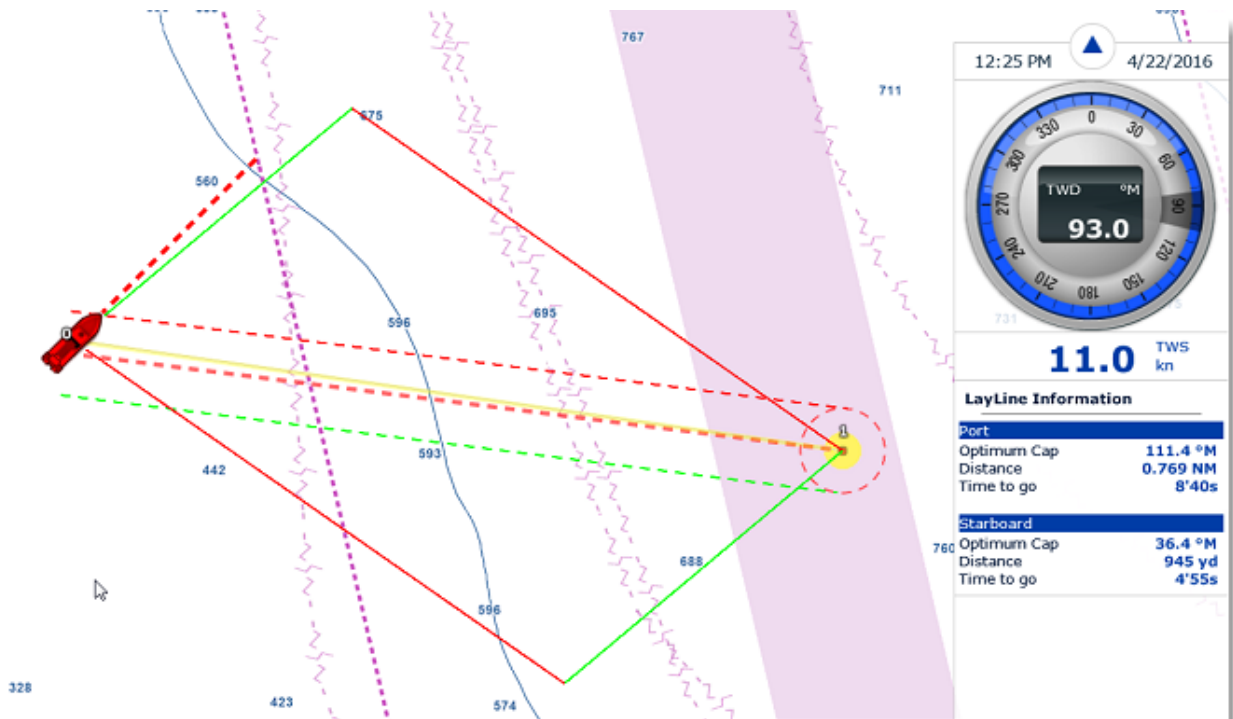 767
12:25 PM 4/22/2016
711
675
560
0 30 60 90 120 150 180 210 240 270 300 330
TWD °M
93.0
0
596
695
731
11.0 TWS
kn
LayLine Information
Port
Optimum Cap 111.4 °M
Distance 0.769 NM
Time to go 8'40s
1
593
442
Starboard
760 Optimum Cap 36.4 °M
688
Distance 945 yd
Time to go 4'55s
596
328
423
574